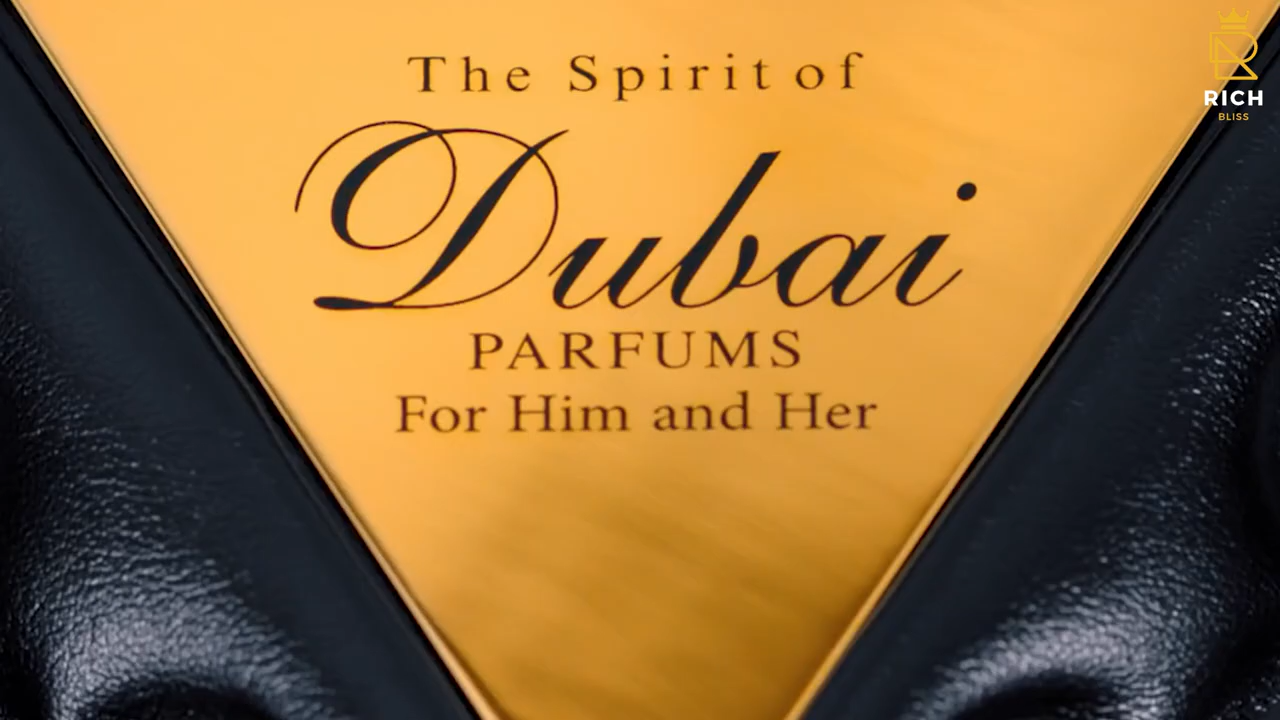 The Spirit of
Dubai
PARFUMS
For Him and Her
RICH
BLISS